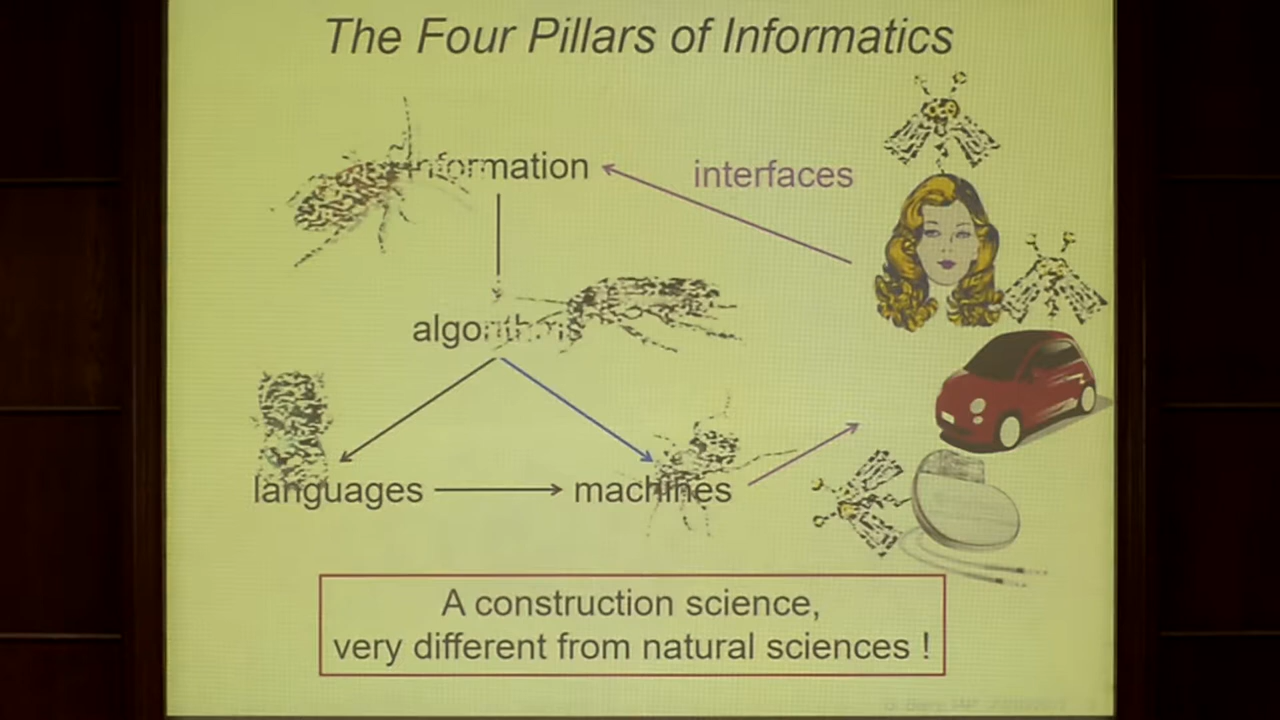 The Four Pillars of Informatics
information
interfaces
algorithms
languages
machines
A construction science,
very different from natural sciences !